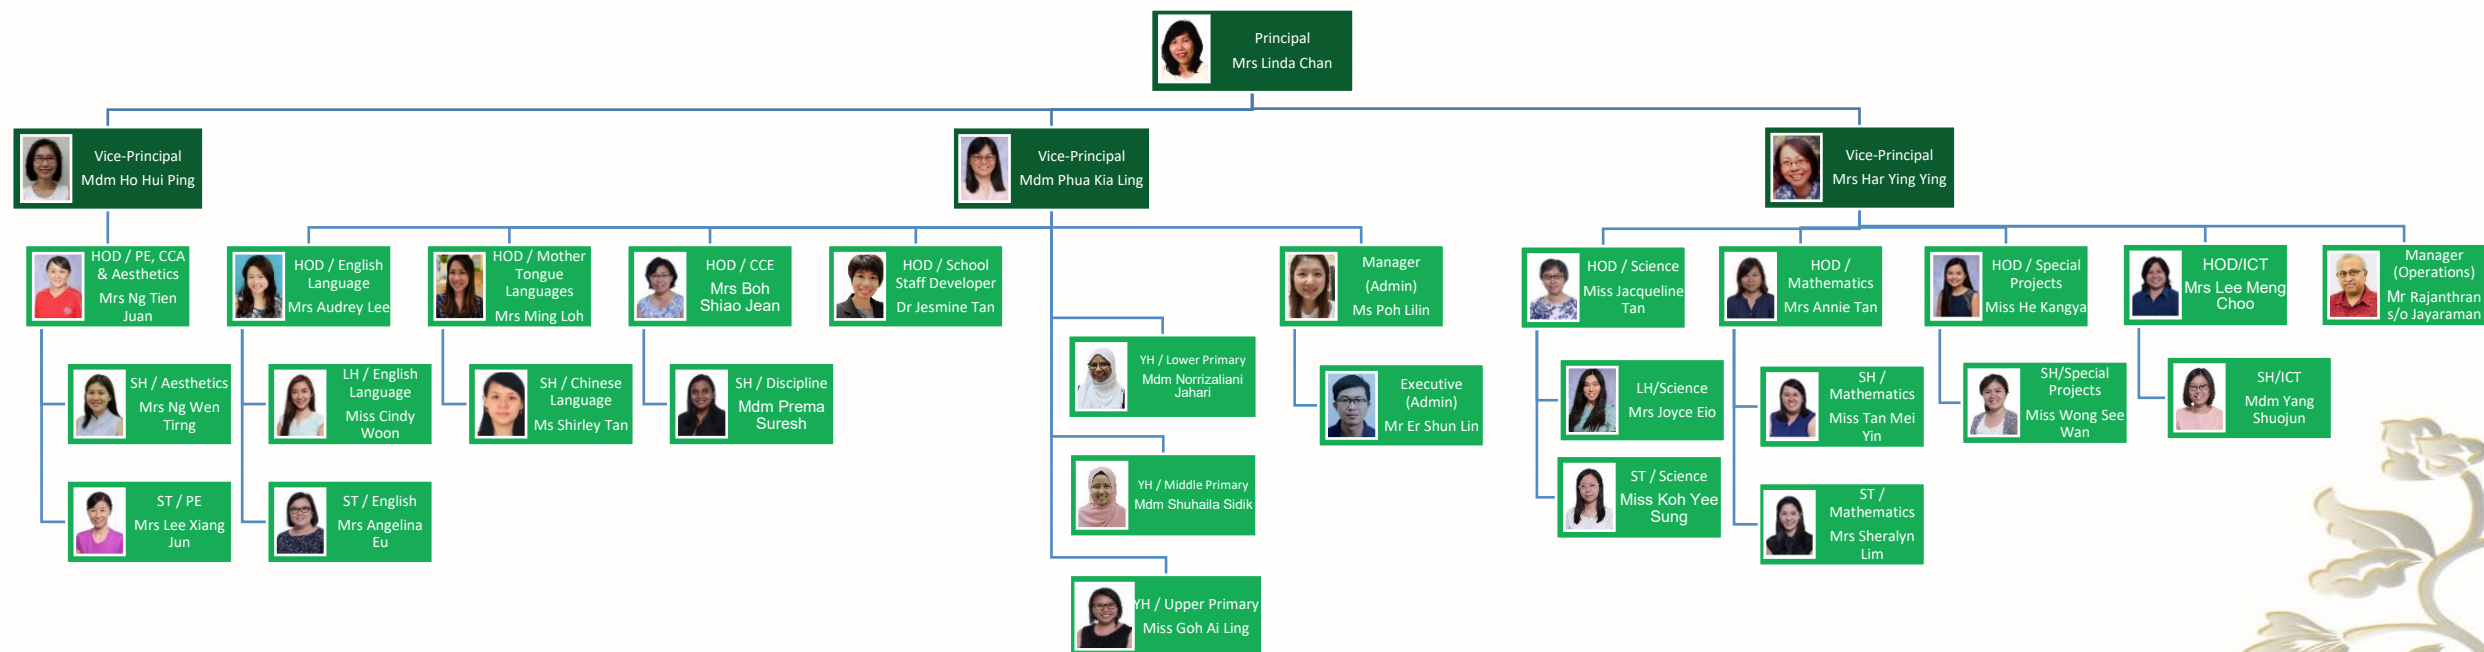 Principal
Mrs Linda Chan
Vice-Principal
Mdm Ho Hui Ping
Vice-Principal
Mdm Phua Kia Ling
Vice-Principal
Mrs Har Ying Ying
HOD / PE, CCA
& Aesthetics
Mrs Ng Tien
Juan
HOD / English
Language
Mrs Audrey Lee
HOD / Mother
Tongue
Languages
Mrs Ming Loh
HOD / CCE
Mrs Boh
Shiao Jean
HOD / School
Staff Developer
Dr Jesmine Tan
Manager
(Admin)
Ms Poh Lilin
HOD / Science
Miss Jacqueline
Tan
HOD /
Mathematics
Mrs Annie Tan
HOD / Special
Projects
Miss He Kangya
HOD/ICT
Mrs Lee Meng
Choo
Manager
(Operations)
Mr Rajanthran
s/o Jayaraman
SH / Aesthetics
Mrs Ng Wen
Tirng
LH / English
Language
Miss Cindy
Woon
SH / Chinese
Language
Ms Shirley Tan
SH / Discipline
Mdm Prema
Suresh
YH / Lower Primary
Mdm Norrizaliani
Jahari
Executive
(Admin)
Mr Er Shun Lin
LH/Science
Mrs Joyce Eio
SH /
Mathematics
Miss Tan Mei
Yin
SH/Special
Projects
Miss Wong See
Wan
SH/ICT
Mdm Yang
Shuojun
ST / PE
Mrs Lee Xiang
Jun
ST / English
Mrs Angelina
Eu
YH / Middle Primary
Mdm Shuhaila Sidik
ST / Science
Miss Koh Yee
Sung
ST /
Mathematics
Mrs Sheralyn
Lim
YH / Upper Primary
Miss Goh Ai Ling